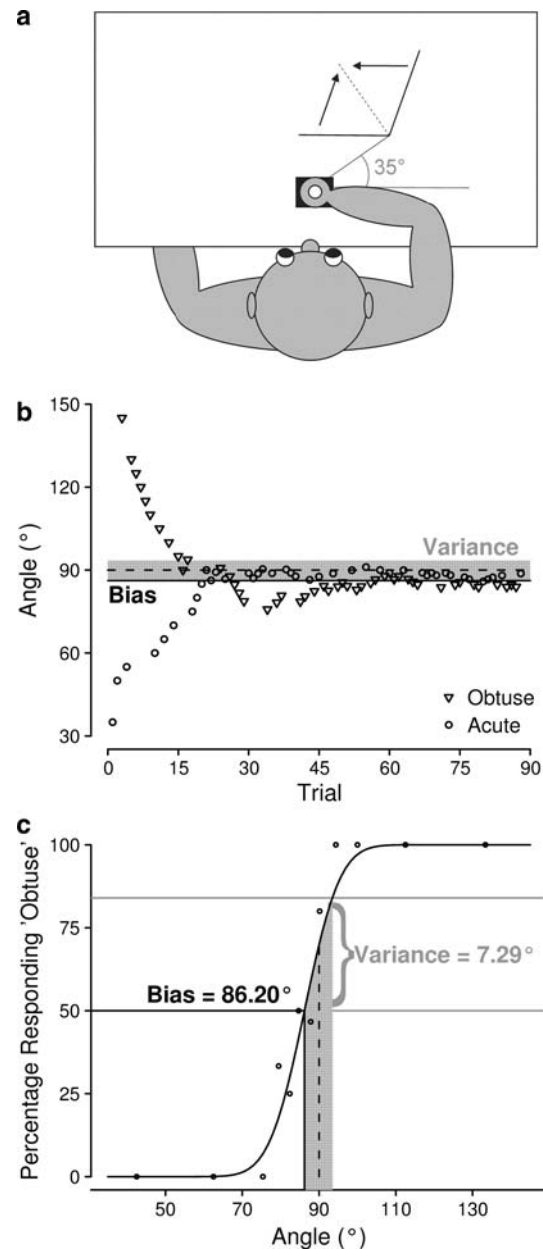 a
35°
b
150
120
90
60
30
Angle (°)
Variance
Bias
Obtuse
Acute
0 15 30 45 60 75 90
Trial
c
100
75
50
25
0
Percentage Responding 'Obtuse'
Variance = 7.29°
Bias = 86.20°
50 70 90 110 130
Angle (°)